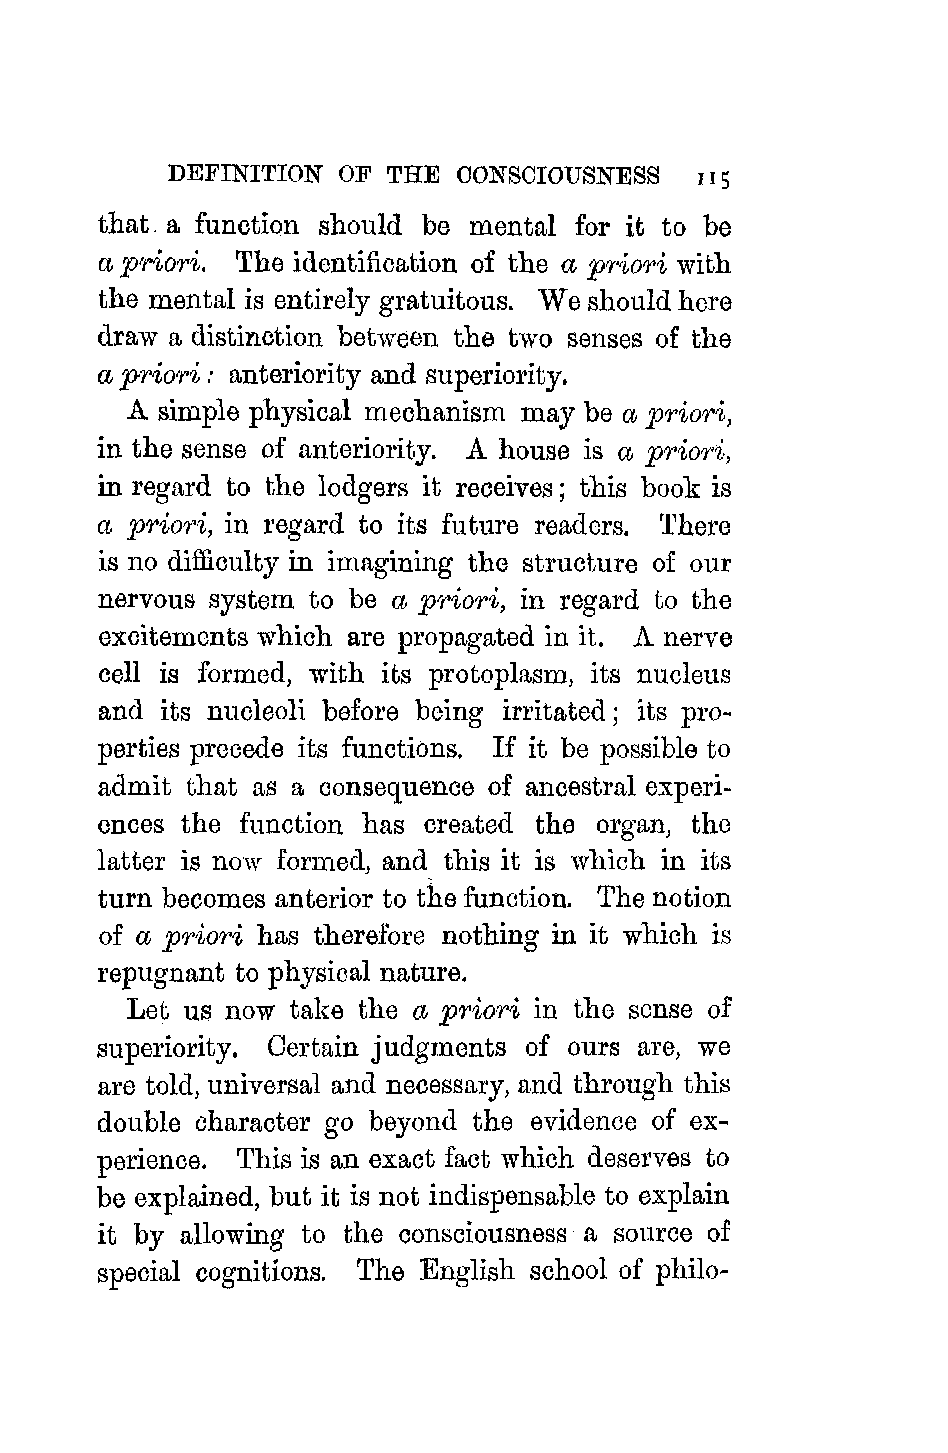 DEFINITION OF THE CONSCIOUSNESS 115
that a function should be mental for it to be
a priori. The identification of the a priori with
the mental is entirely gratuitous. We should here
draw a distinction between the two senses of the
a priori: anteriority and superiority.
A simple physical mechanism may be a priori,
in the sense of anteriority. A house is a priori,
in regard to the lodgers it receives; this book is
a priori, in regard to its future readers. There
is no difficulty in imagining the structure of our
nervous system to be a priori, in regard to the
excitements which are propagated in it. A nerve
cell is formed, with its protoplasm, its nucleus
and its nucleoli before being irritated; its pro-
perties precede its functions. If it be possible to
admit that as a consequence of ancestral experi-
ences the function has created the organ, the
latter is now formed, and this it is which in its
turn becomes anterior to the function. The notion
of a priori has therefore nothing in it which is
repugnant to physical nature.
Let us now take the a priori in the sense of
superiority. Certain judgments of ours are, we
are told, universal and necessary, and through this
double character go beyond the evidence of ex-
perience. This is an exact fact which deserves to
be explained, but it is not indispensable to explain
it by allowing to the consciousness a source of
special cognitions. The English school of philo-